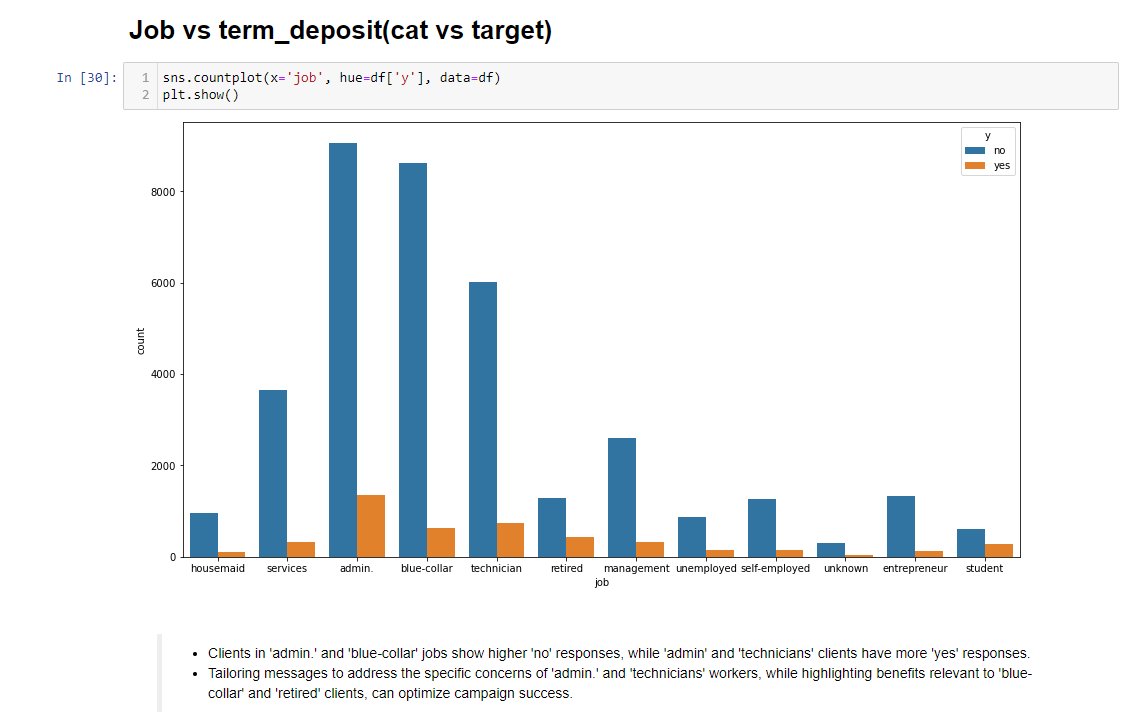 Job vs term_deposit(cat vs target)
In [30]:
1 sns.countplot(x='job', hue=df['y'], data=df)
2 plt.show()
y
no
yes
8000
6000
4000
2000
0
count
housemaid services admin. blue-collar technician retired management unemployed self-employed unknown entrepreneur student
job
• Clients in 'admin.' and 'blue-collar' jobs show higher 'no' responses, while 'admin' and 'technicians' clients have more 'yes' responses.
• Tailoring messages to address the specific concerns of 'admin.' and 'technicians' workers, while highlighting benefits relevant to 'blue-
collar' and 'retired' clients, can optimize campaign success.